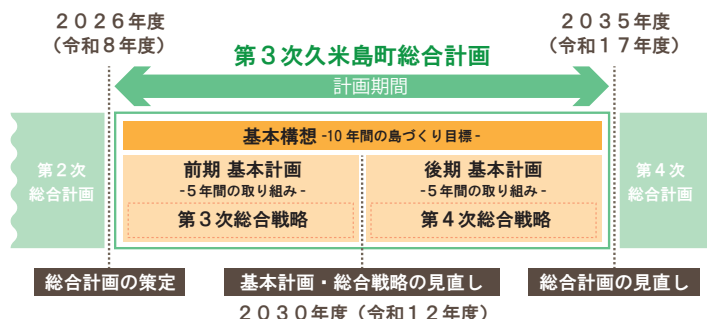 ２０２６年度
（令和８年度）
２０３５年度
（令和１７年度）
第３次久米島町総合計画
計画期間
第２次
総合計画
基本構想 -10 年間の島づくり目標 -
前期 基本計画
-５年間の取り組み -
第３次総合戦略
後期 基本計画
-５年間の取り組み -
第４次総合戦略
第４次
総合計画
総合計画の策定
基本計画・総合戦略の見直し
総合計画の見直し
２０３０年度（令和１２年度）